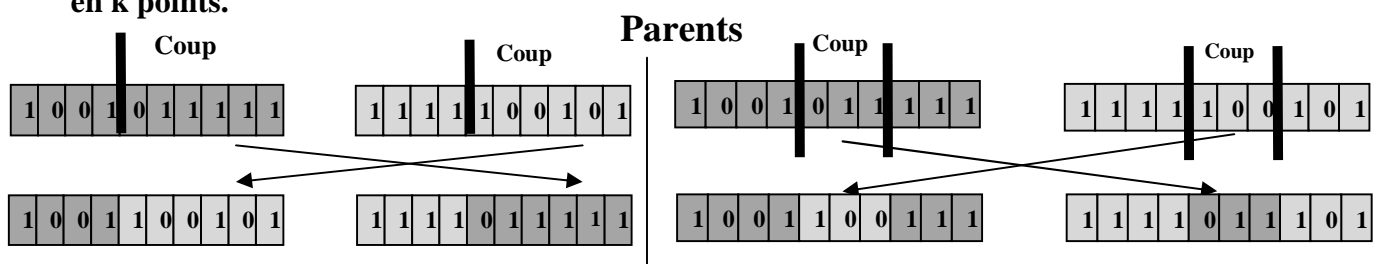 en k points.
Parents
Coup Coup Coup Coup
1 0 0 1 0 1 1 1 1 1 1 1 1 1 1 0 0 1 0 1 1 0 0 1 0 1 1 1 1 1 1 1 1 1 1 0 0 1 0 1
1 0 0 1 1 0 0 1 0 1 1 1 1 1 0 1 1 1 1 1 1 0 0 1 1 0 0 1 1 1 1 1 1 1 0 1 1 1 0 1